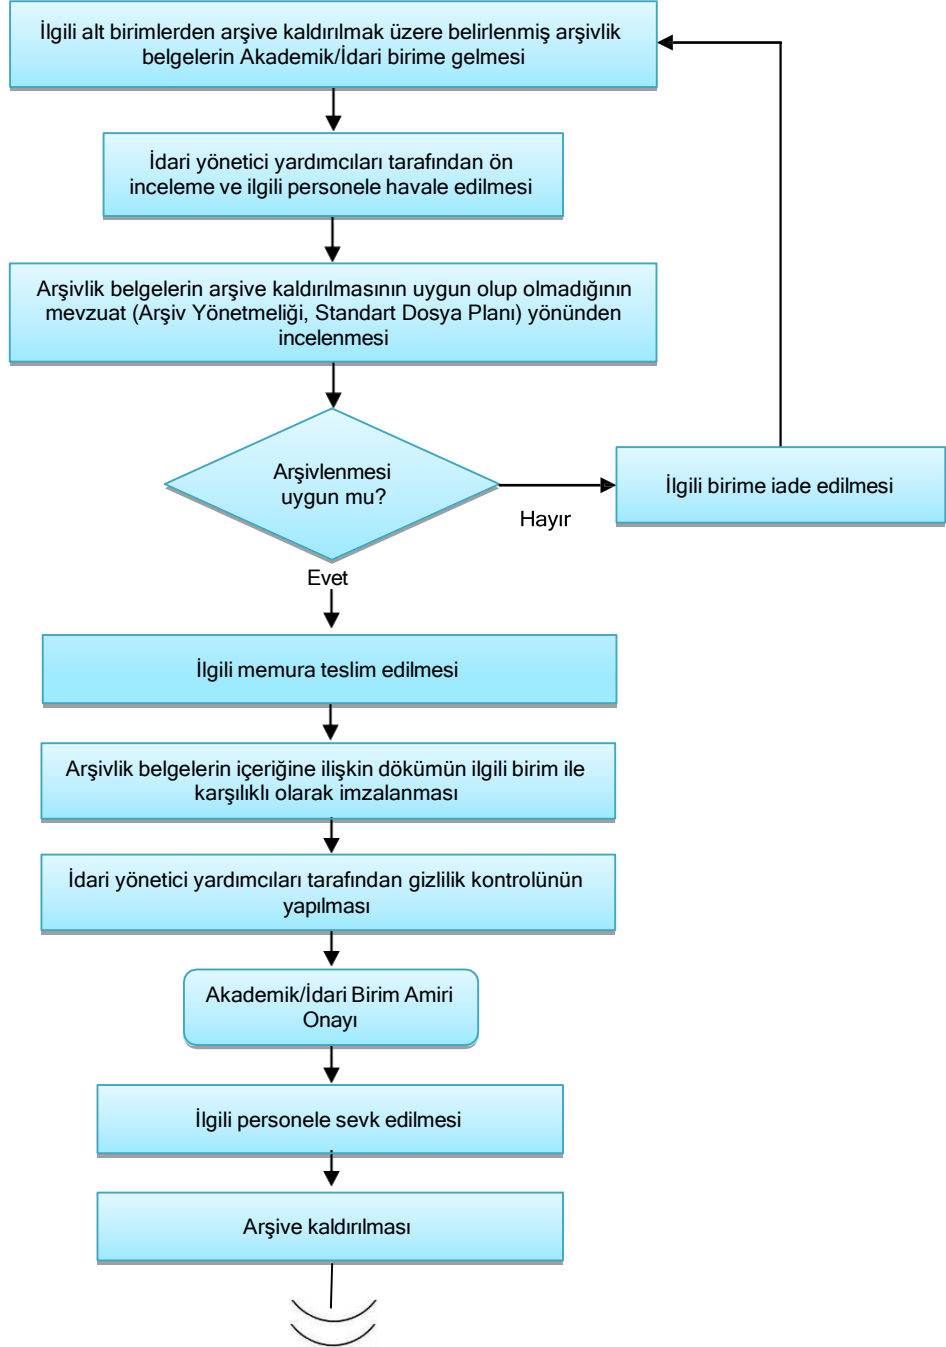 İlgili alt birimlerden arşive kaldırılmak üzere belirlenmiş arşivlik
belgelerin Akademik/İdari birime gelmesi
İdari yönetici yardımcıları tarafından ön
inceleme ve ilgili personele havale edilmesi
Arşivlik belgelerin arşive kaldırılmasının uygun olup olmadığının
mevzuat (Arşiv Yönetmeliği, Standart Dosya Planı) yönünden
incelenmesi
Arşivlenmesi
uygun mu?
İlgili birime iade edilmesi
Hayır
Evet
İlgili memura teslim edilmesi
Arşivlik belgelerin içeriğine ilişkin dökümün ilgili birim ile
karşılıklı olarak imzalanması
İdari yönetici yardımcıları tarafından gizlilik kontrolünün
yapılması
Akademik/İdari Birim Amiri
Onayı
İlgili personele sevk edilmesi
Arşive kaldırılması